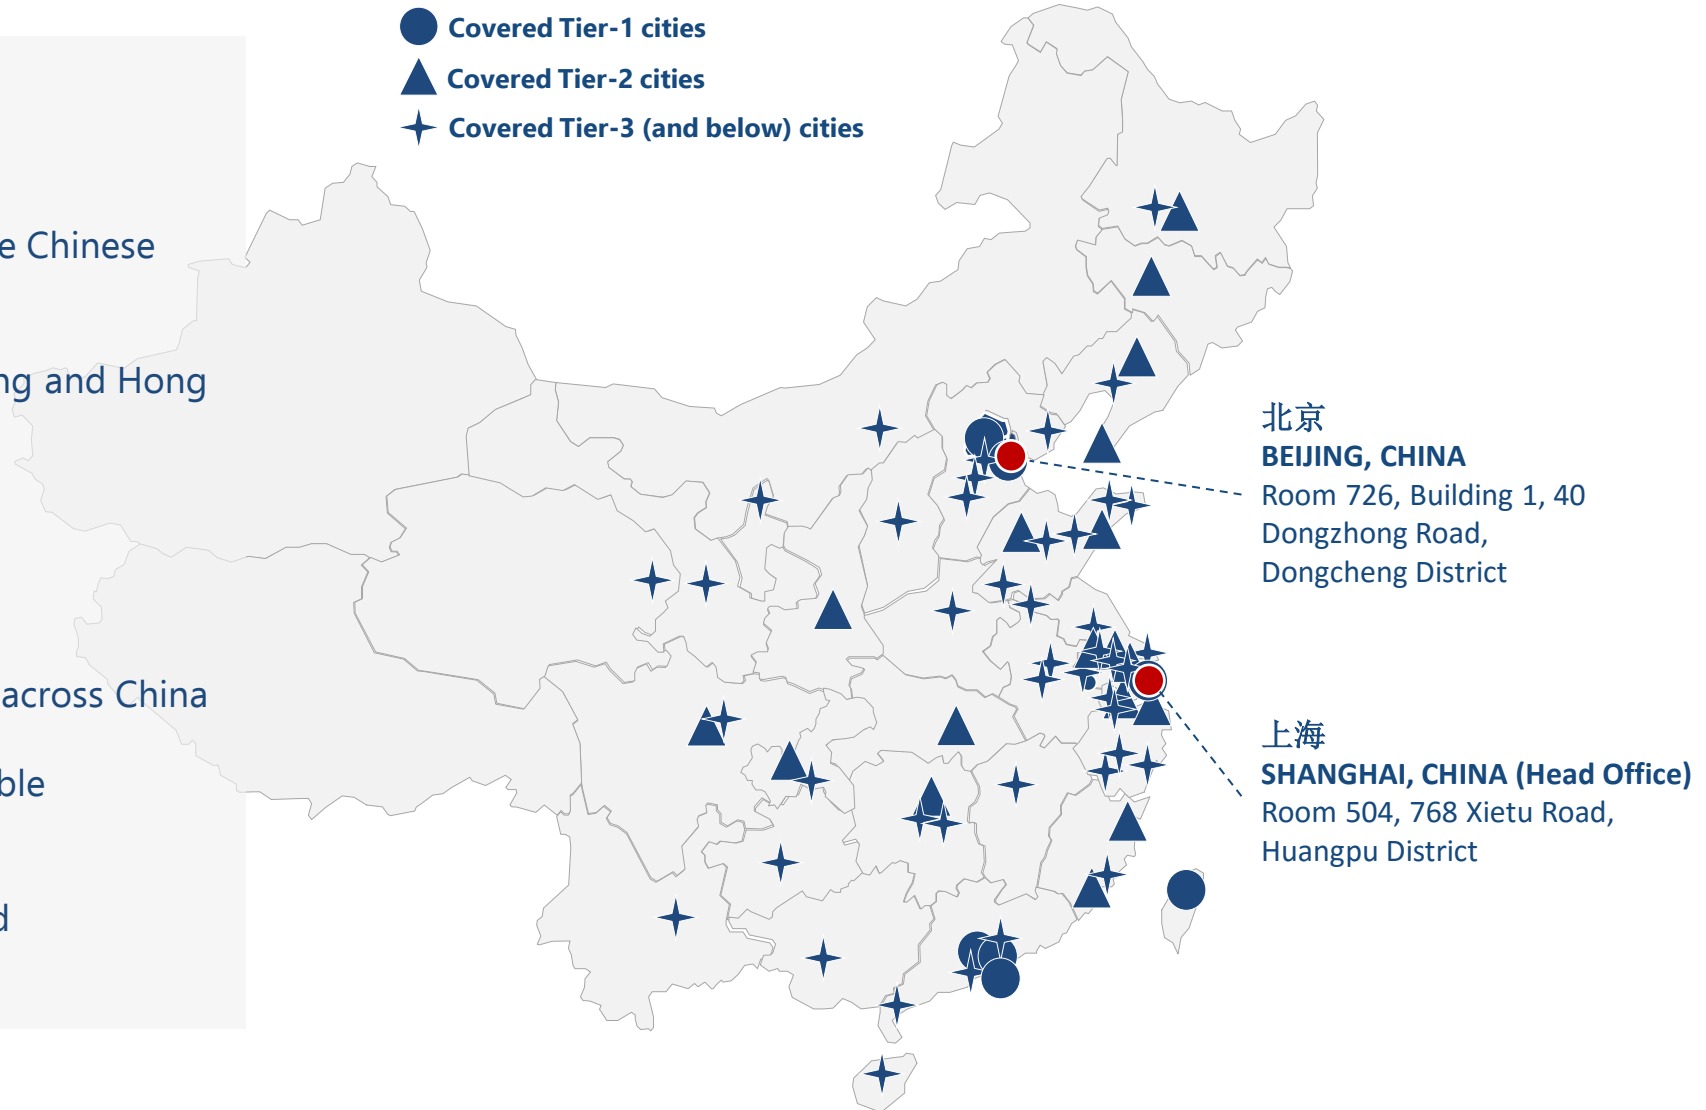 Covered Tier-1 cities
Covered Tier-2 cities
Covered Tier-3 (and below) cities
e Chinese
ng and Hong
across China
ble
d
北京
BEIJING, CHINA
Room 726, Building 1, 40
Dongzhong Road,
Dongcheng District
上海
SHANGHAI, CHINA (Head Office)
Room 504, 768 Xietu Road,
Huangpu District